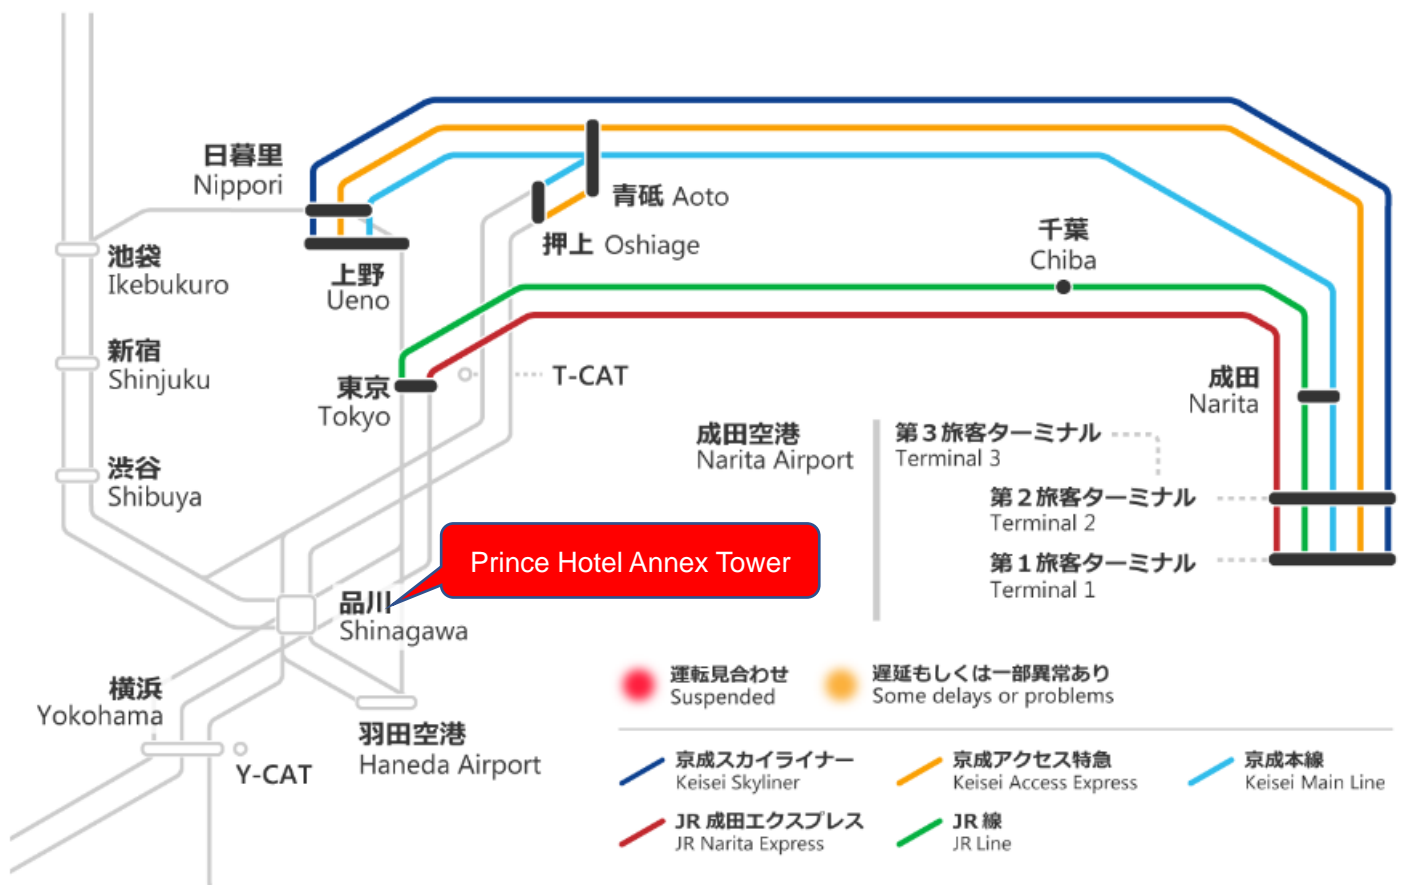 日暮里
Nippori
青砥 Aoto
押上 Oshiage
千葉
Chiba
池袋
Ikebukuro
上野
Ueno
新宿
Shinjuku
東京
Tokyo
T-CAT
成田
Narita
渋谷
Shibuya
成田空港
Narita Airport
第3旅客ターミナル
Terminal 3
第2旅客ターミナル
Terminal 2
第1旅客ターミナル
Terminal 1
Prince Hotel Annex Tower
品川
Shinagawa
横浜
Yokohama
Y-CAT
羽田空港
Haneda Airport
運転見合わせ
Suspended
遅延もしくは一部異常あり
Some delays or problems
京成スカイライナー
Keisei Skyliner
京成アクセス特急
Keisei Access Express
京成本線
Keisei Main Line
JR 成田エクスプレス
JR Narita Express
JR 線
JR Line